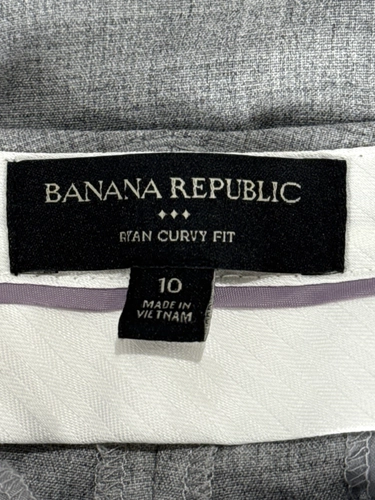 BANANA REPUBLIC
RYAN CURVY FIT
10
MADE IN
VIETNAM